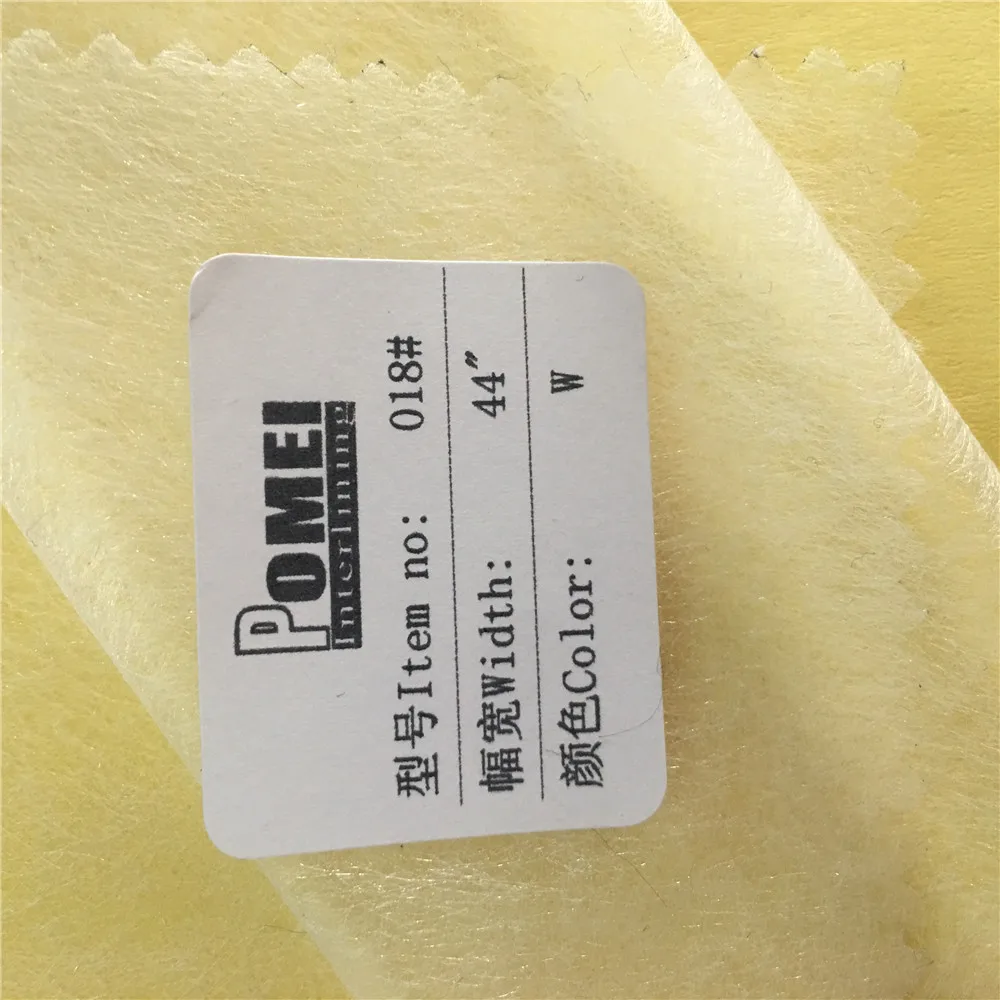 POMEI
Interlining
型号Item no: 018#
幅宽Width: 44"
颜色Color: W